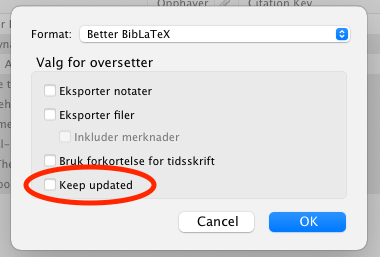 Opphaver
Citation Key
Format: Better BibLaTeX
Valg for oversetter
Eksporter notater
Eksporter filer
Inkluder merknader
Bruk forkortelse for tidsskrift
Keep updated
Cancel
OK